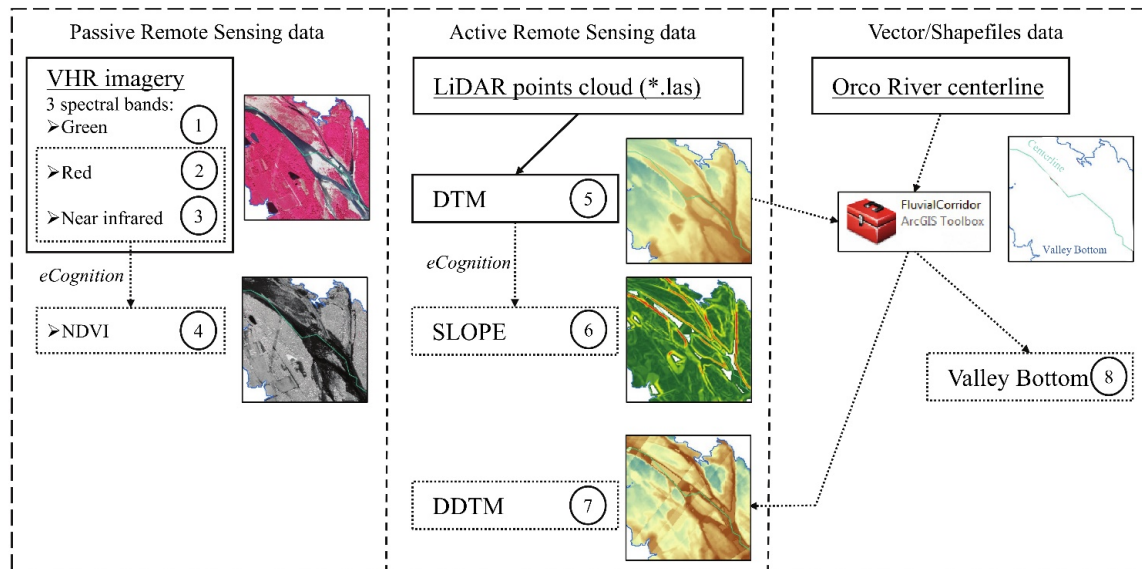 Passive Remote Sensing data
VHR imagery
3 spectral bands:
➢Green 1
➢Red 2
➢Near infrared 3
eCognition
➢NDVI 4
Active Remote Sensing data
LiDAR points cloud (*.las)
DTM 5
eCognition
SLOPE 6
DDTM 7
Vector/Shapefiles data
Orco River centerline
FluvialCorridor
ArcGIS Toolbox
Centerline
Valley Bottom
Valley Bottom 8